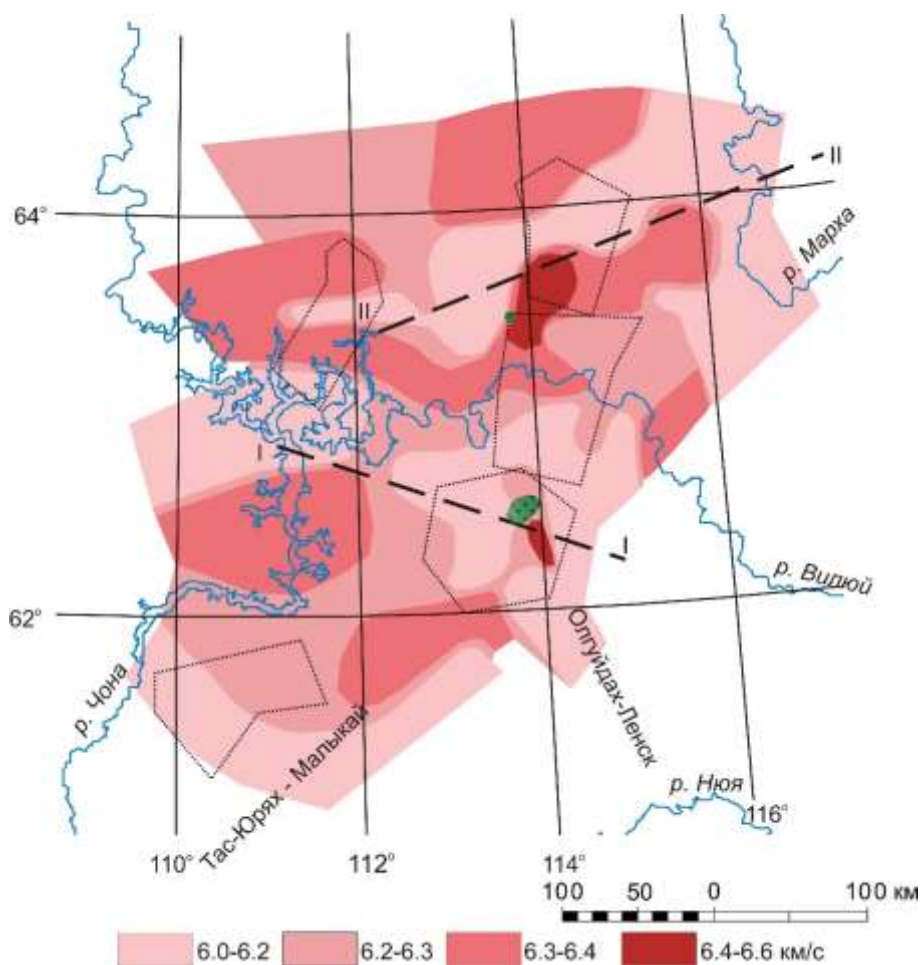 II
64°
р. Марха
II
I
I
р. Вилюй
62°
р. Чона
Олгуйдах-Ленск
Тас-Юрях - Малыкай
р. Нюя
116°
110°
112°
114°
100 50 0 100 км
6.0-6.2 6.2-6.3 6.3-6.4 6.4-6.6 км/с